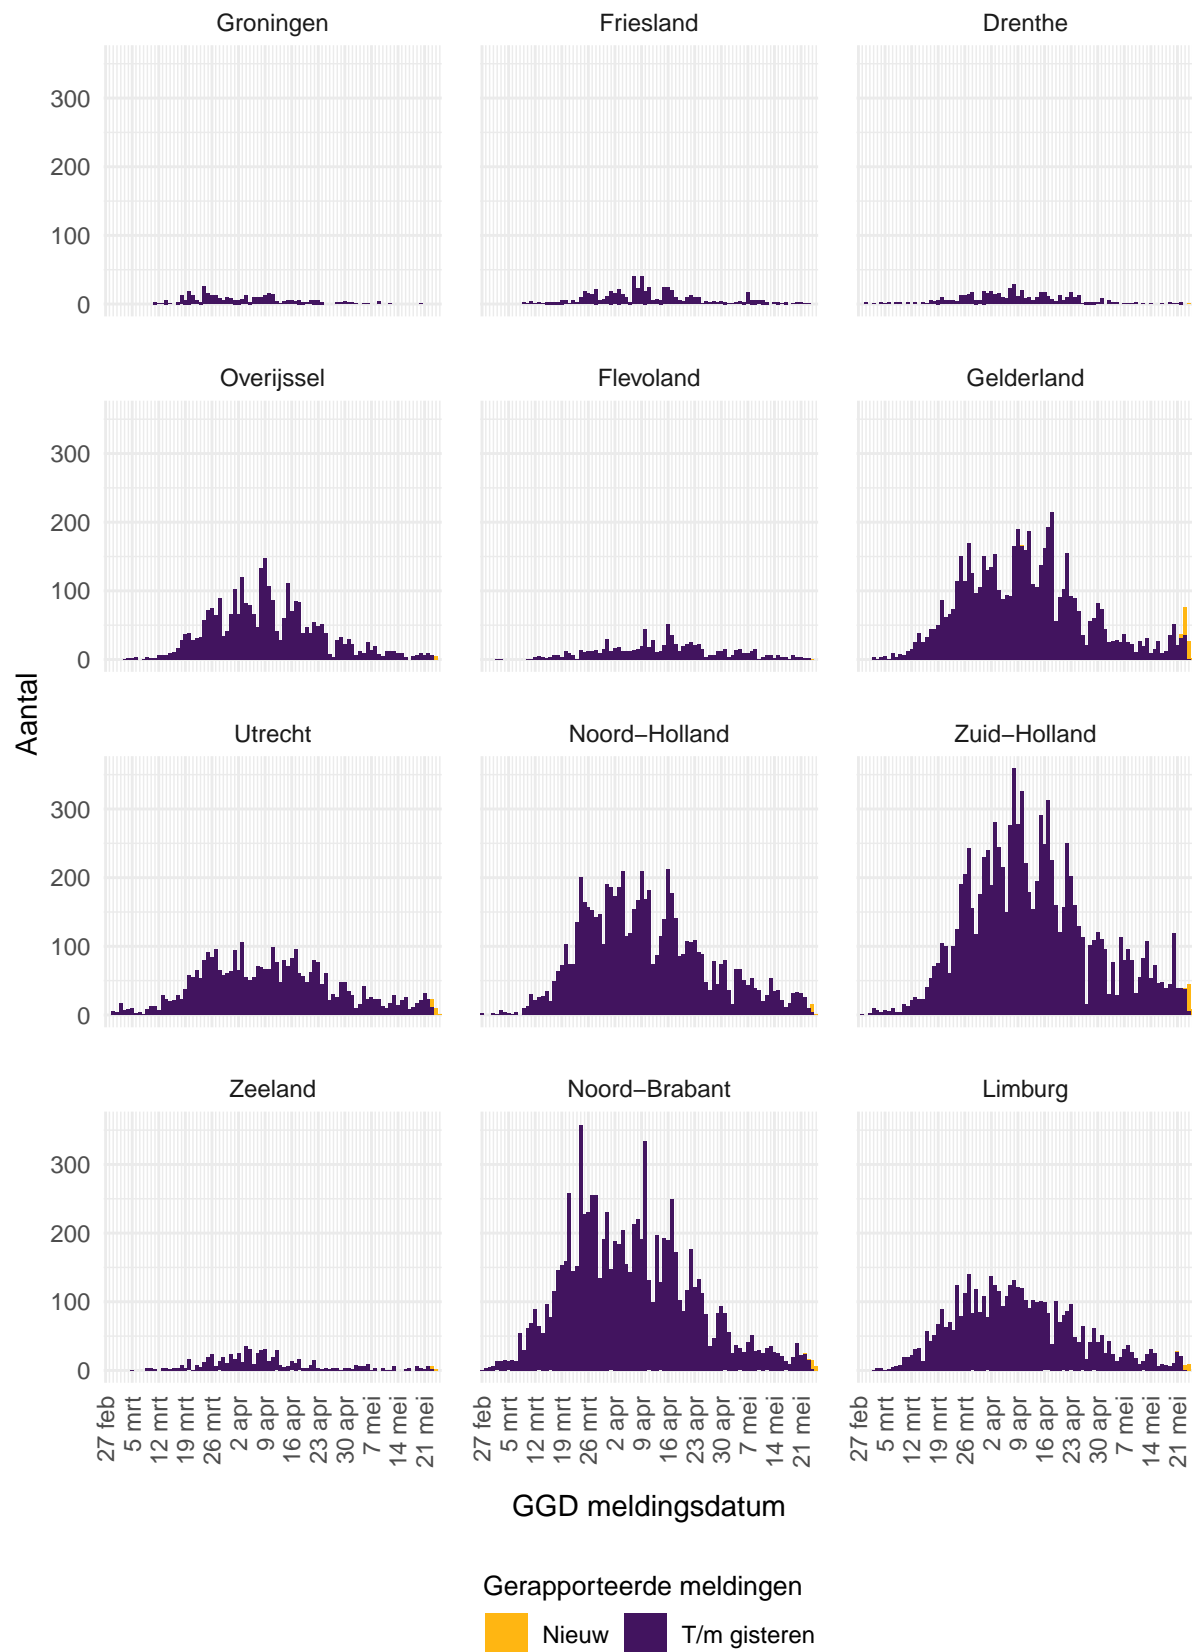 Groningen Friesland Drenthe
300
200
100
0
Overijssel Flevoland Gelderland
300
200
100
0
Aantal
Utrecht Noord−Holland Zuid−Holland
300
200
100
0
Zeeland Noord−Brabant Limburg
300
200
100
0
27 feb 5 mrt 12 mrt 19 mrt 26 mrt 2 apr 9 apr 16 apr 23 apr 30 apr 7 mei 14 mei 21 mei
27 feb 5 mrt 12 mrt 19 mrt 26 mrt 2 apr 9 apr 16 apr 23 apr 30 apr 7 mei 14 mei 21 mei
27 feb 5 mrt 12 mrt 19 mrt 26 mrt 2 apr 9 apr 16 apr 23 apr 30 apr 7 mei 14 mei 21 mei
GGD meldingsdatum
Gerapporteerde meldingen
Nieuw T/m gisteren